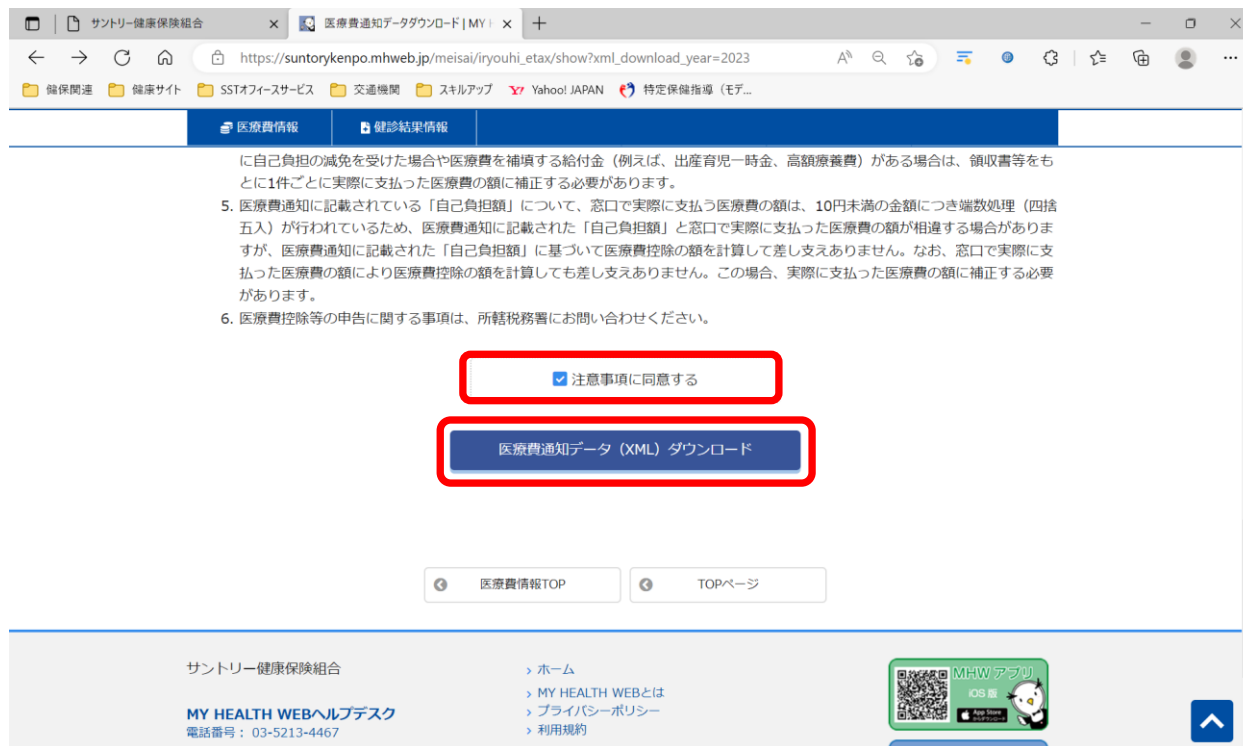 サントリー健康保険組合
医療費通知データダウンロード | MY H
https://suntorykenpo.mhweb.jp/meisai/iryouhi_etax/show?xml_download_year=2023
健保関連
健康サイト
SSTオフィースサービス
交通機関
スキルアップ
Yahoo! JAPAN
特定保健指導（モデ...
医療費情報
健診結果情報
に自己負担の減免を受けた場合や医療費を補填する給付金（例えば、出産育児一時金、高額療養費）がある場合は、領収書等をも
とに1件ごとに実際に支払った医療費の額に補正する必要があります。
5. 医療費通知に記載されている「自己負担額」について、窓口で実際に支払う医療費の額は、10円未満の金額につき端数処理（四捨
五入）が行われているため、医療費通知に記載された「自己負担額」と窓口で実際に支払った医療費の額が相違する場合がありま
すが、医療費通知に記載された「自己負担額」に基づいて医療費控除の額を計算して差し支えありません。なお、窓口で実際に支
払った医療費の額により医療費控除の額を計算しても差し支えありません。この場合、実際に支払った医療費の額に補正する必要
があります。
6. 医療費控除等の申告に関する事項は、所轄税務署にお問い合わせください。
注意事項に同意する
医療費通知データ（XML）ダウンロード
医療費情報TOP
TOPページ
サントリー健康保険組合
MY HEALTH WEBヘルプデスク
電話番号： 03-5213-4467
› ホーム
› MY HEALTH WEBとは
› プライバシーポリシー
› 利用規約
MHW アプリ
iOS 版
App Store
からダウンロード